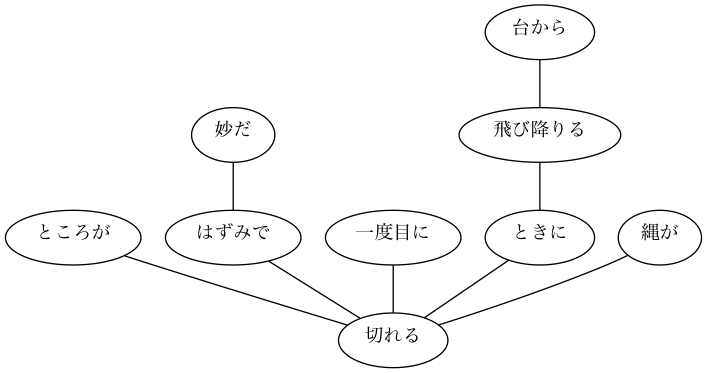 台から
妙だ
飛び降りる
ところが
はずみで
一度目に
ときに
縄が
切れる